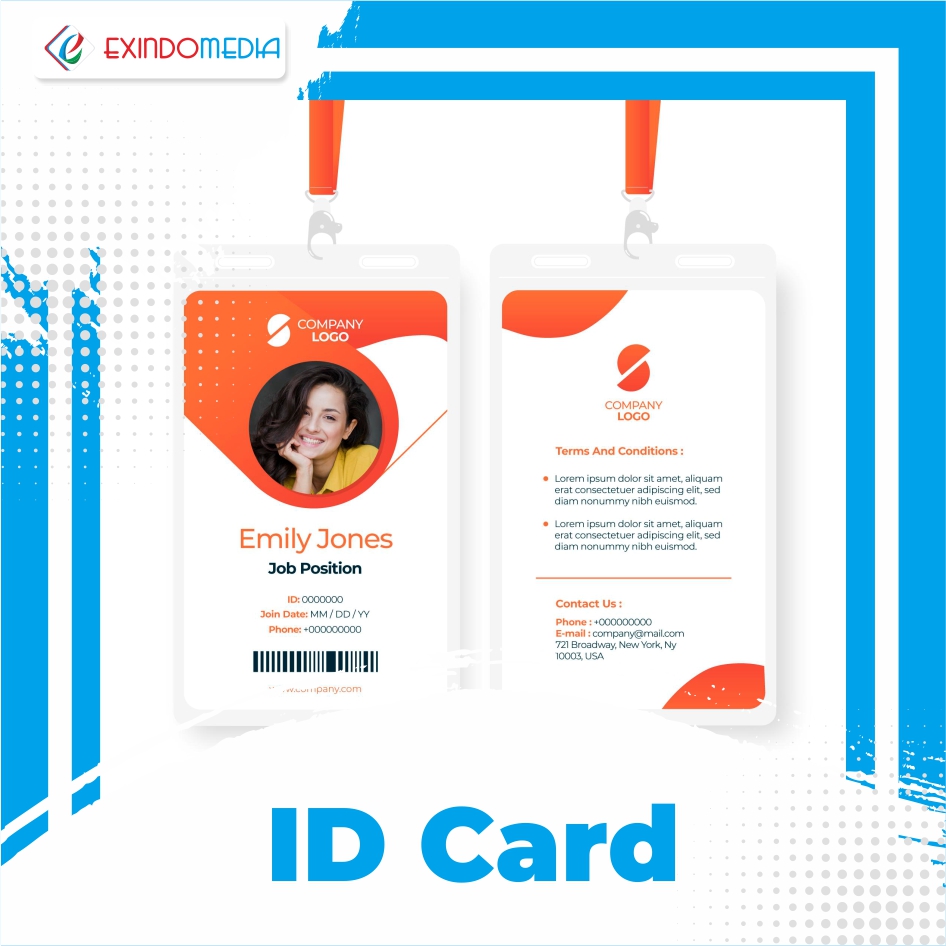 EXINDOMEDIA
COMPANY
LOGO
Emily Jones
Job Position
ID: 0000000
Join Date: MM / DD / YY
Phone: +000000000
COMPANY
LOGO
Terms And Conditions :
Lorem ipsum dolor sit amet, aliquam
erat consectetuer adipiscing elit, sed
diam nonummy nibh euismod.
Lorem ipsum dolor sit amet, aliquam
erat consectetuer adipiscing elit, sed
diam nonummy nibh euismod.
Contact Us :
Phone : +000000000
E-mail : company@mail.com
721 Broadway, New York, Ny
10003, USA
ID Card